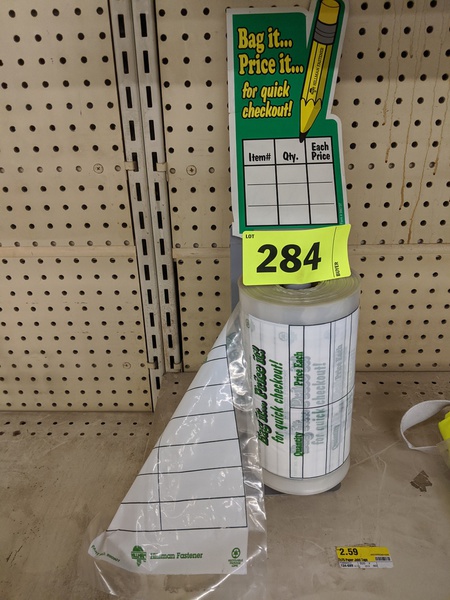 Bag it...
Price it...
for quick
checkout!
Item#
Qty.
Each
Price
LOT
284
BUYER
Bag it... Price it!
for quick checkout!
Quantity
Price Each
Hillman Fastener
2.59